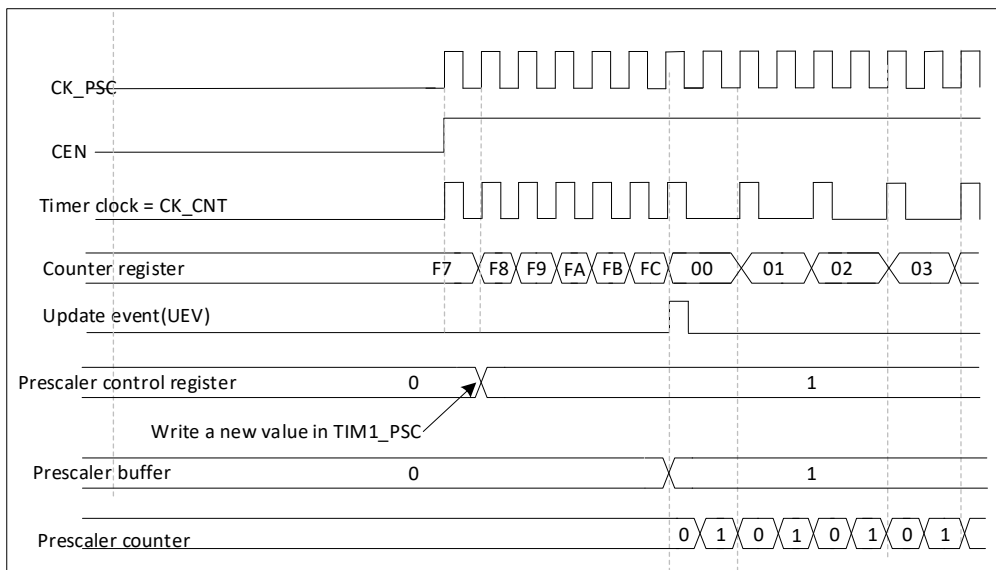 CK_PSC
CEN
Timer clock = CK_CNT
Counter register F7 F8 F9 FA FB FC 00 01 02 03
Update event(UEV)
Prescaler control register 0 1
Write a new value in TIM1_PSC
Prescaler buffer 0 1
Prescaler counter 0 1 0 1 0 1 0 1